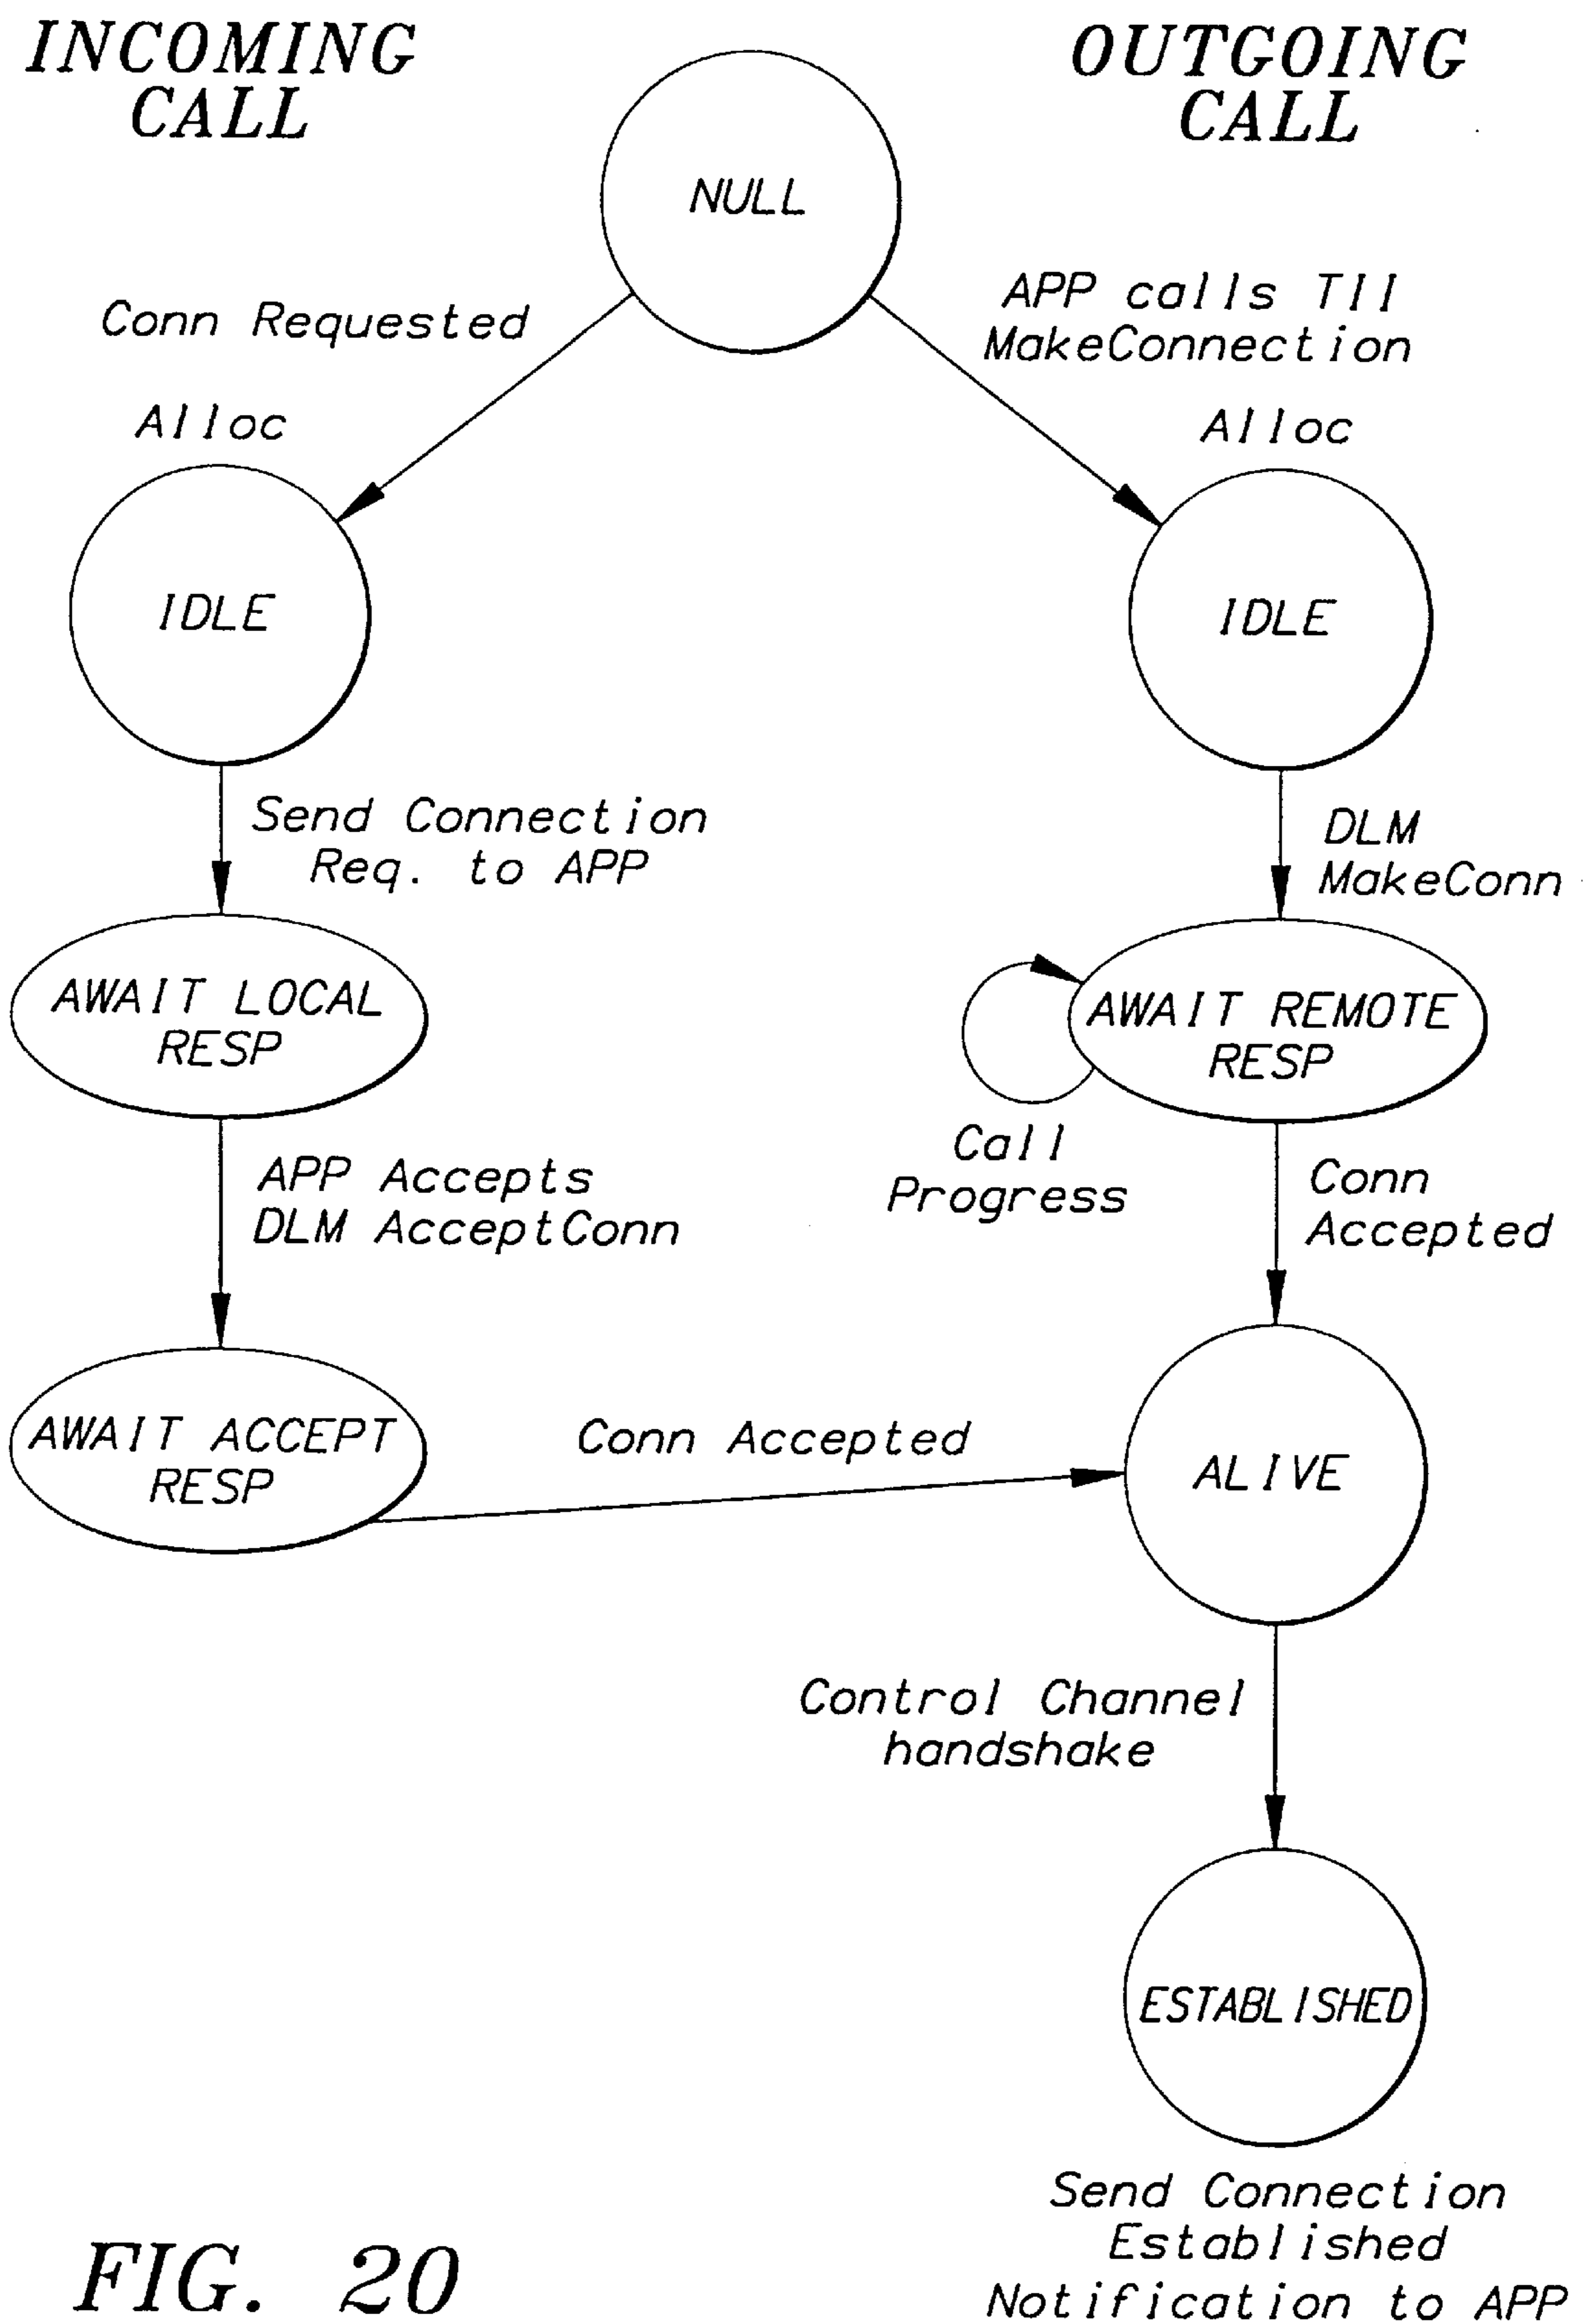 INCOMING
CALL
OUTGOING
CALL
NULL
Conn Requested
APP calls TII
MakeConnection
Alloc
Alloc
IDLE
IDLE
Send Connection
Req. to APP
DLM
MakeConn
AWAIT LOCAL
RESP
AWAIT REMOTE
RESP
Call
Progress
APP Accepts
DLM AcceptConn
Conn
Accepted
AWAIT ACCEPT
RESP
Conn Accepted
ALIVE
Control Channel
handshake
ESTABLISHED
Send Connection
Established
Notification to APP
FIG. 20